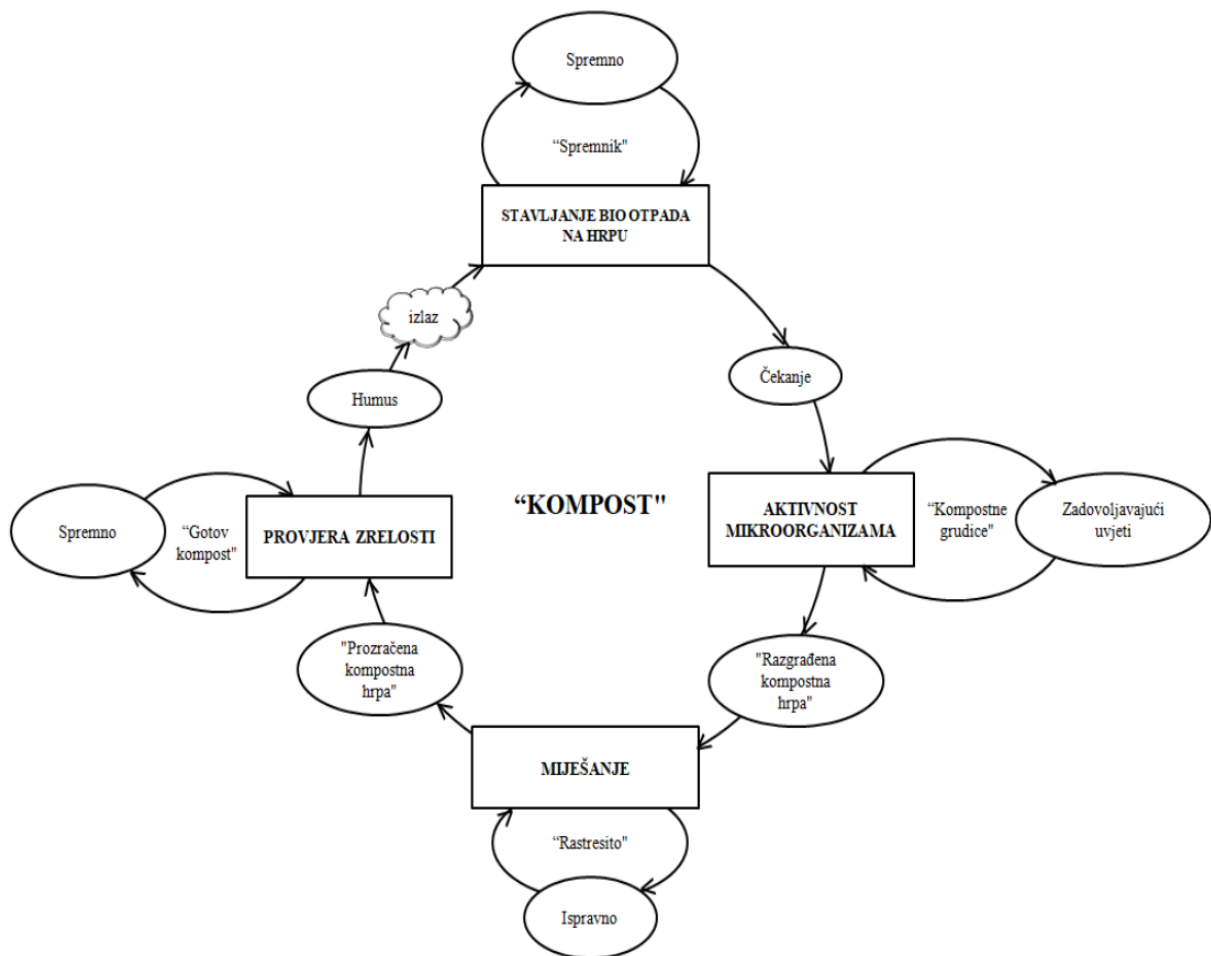 Spremno
“Spremnik"
STAVLJANJE BIO OTPADA
NA HRPU
izlaz
Čekanje
Humus
“KOMPOST"
Spremno
“Gotov
kompost"
PROVJERA ZRELOSTI
AKTIVNOST
MIKROORGANIZAMA
“Kompostne
grudice"
Zadovoljavajući
uvjeti
"Prozračena
kompostna
hrpa"
"Razgrađena
kompostna
hrpa"
MIJEŠANJE
“Rastresito"
Ispravno